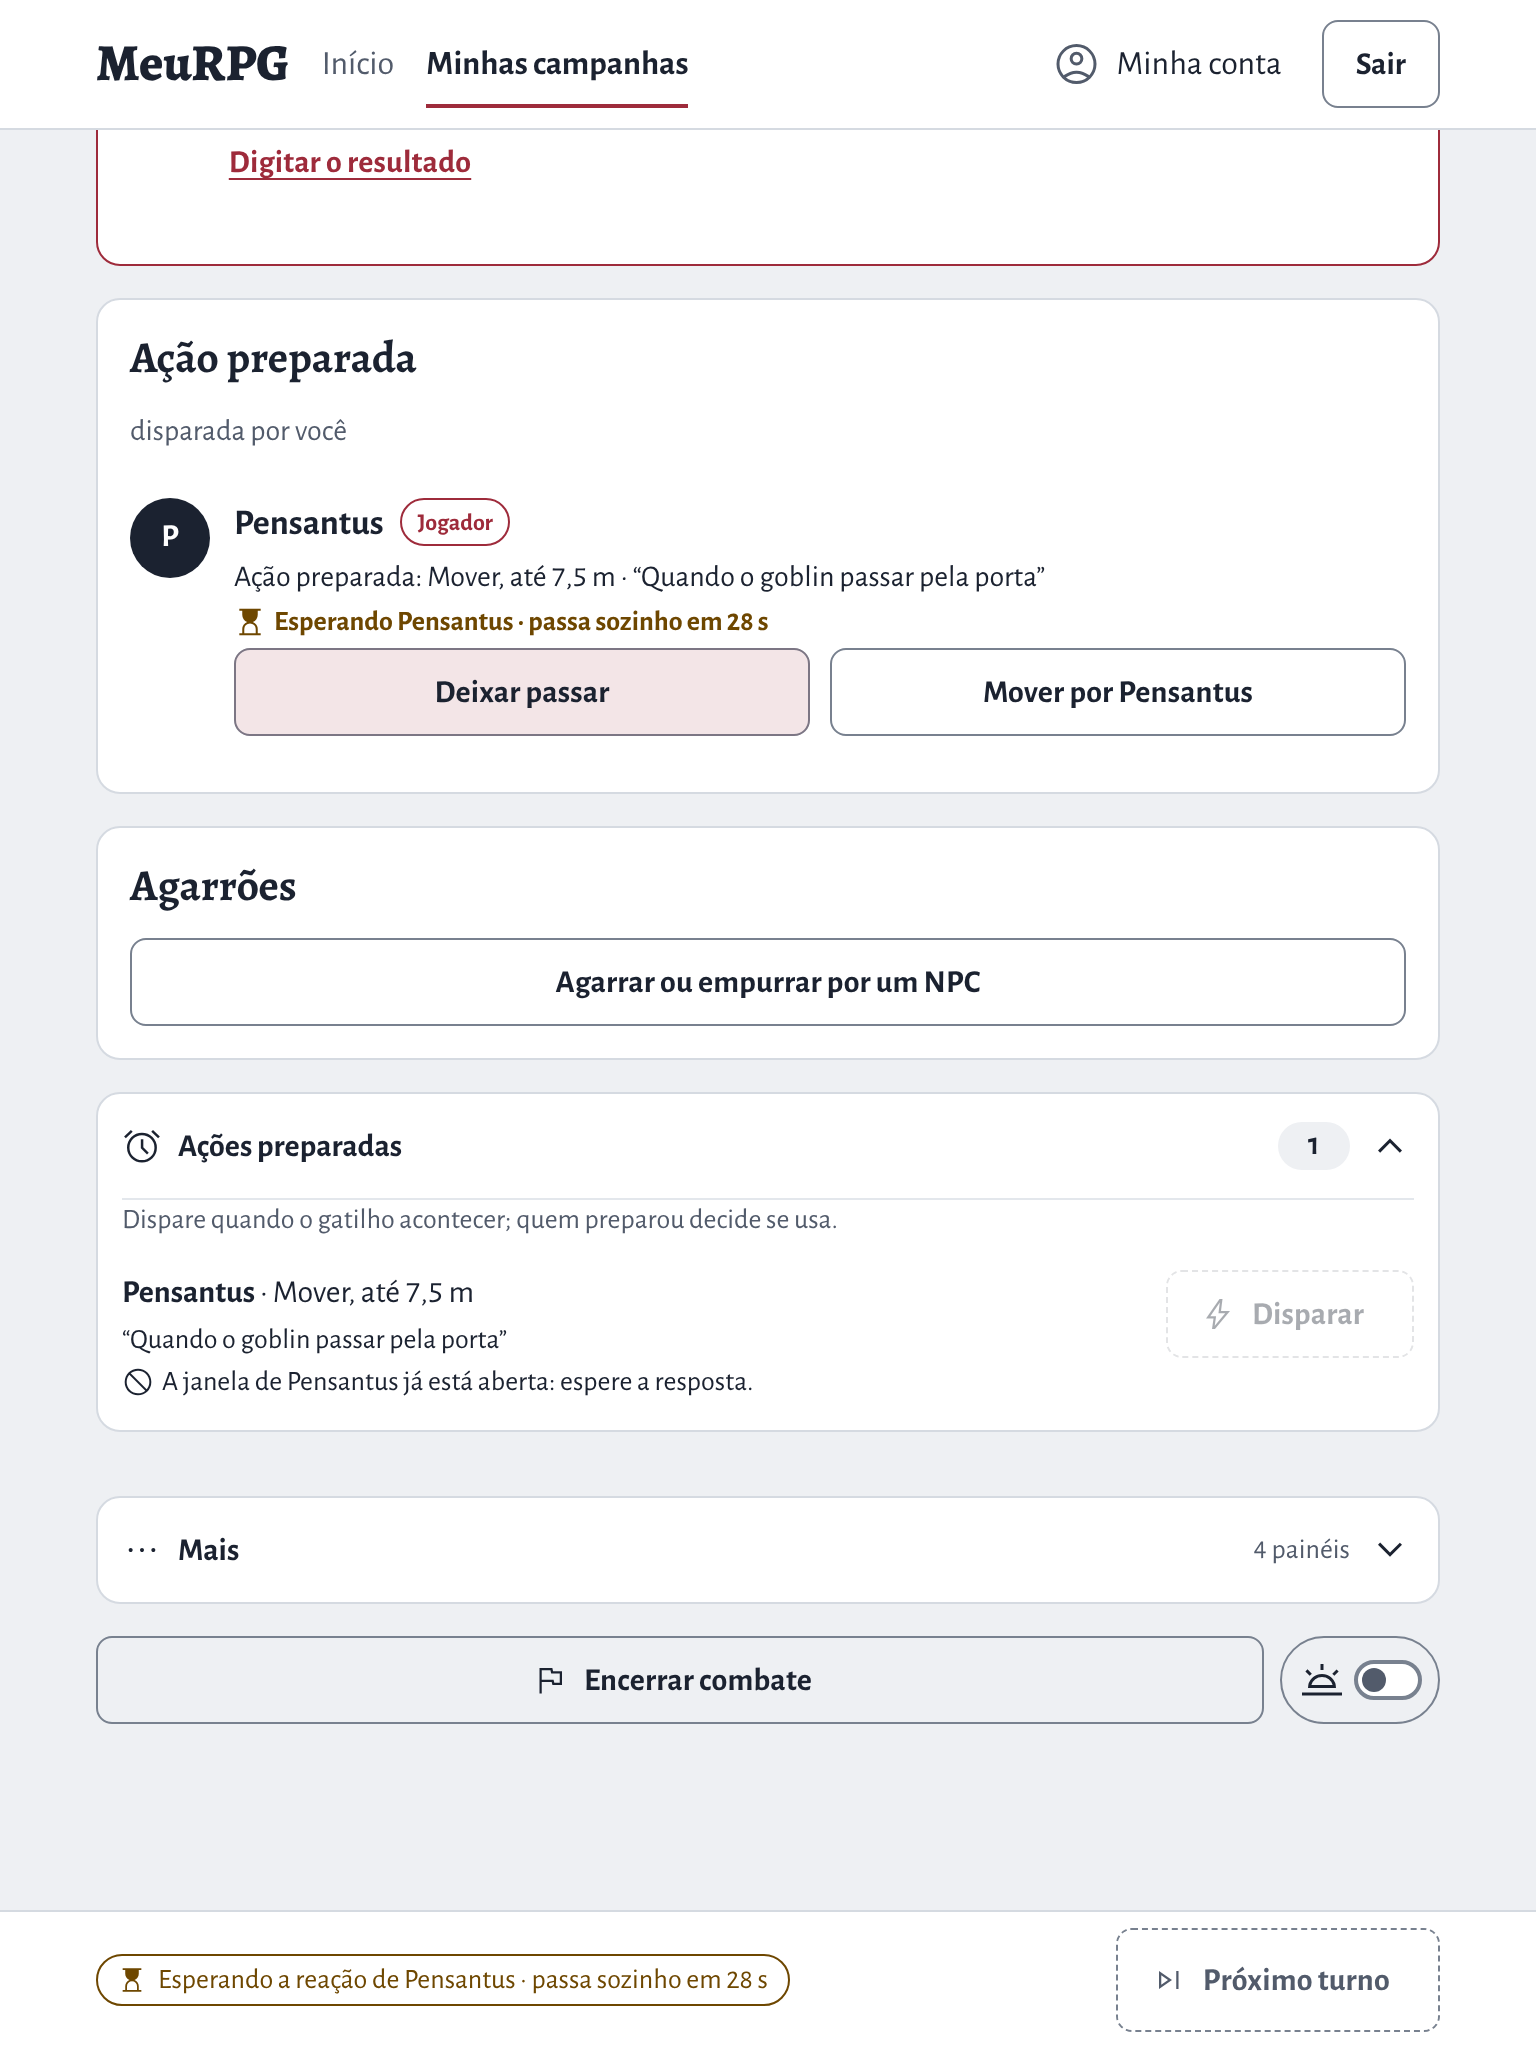 MeuRPG
Início
Minhas campanhas
Minha conta
Sair
Digitar o resultado
Ação preparada
disparada por você
P
Pensantus
Jogador
Ação preparada: Mover, até 7,5 m · “Quando o goblin passar pela porta”
Esperando Pensantus · passa sozinho em 28 s
Deixar passar
Mover por Pensantus
Agarrões
Agarrar ou empurrar por um NPC
Ações preparadas
1
Dispare quando o gatilho acontecer; quem preparou decide se usa.
Pensantus · Mover, até 7,5 m
“Quando o goblin passar pela porta”
A janela de Pensantus já está aberta: espere a resposta.
Disparar
Mais
4 painéis
Encerrar combate
Esperando a reação de Pensantus · passa sozinho em 28 s
Próximo turno